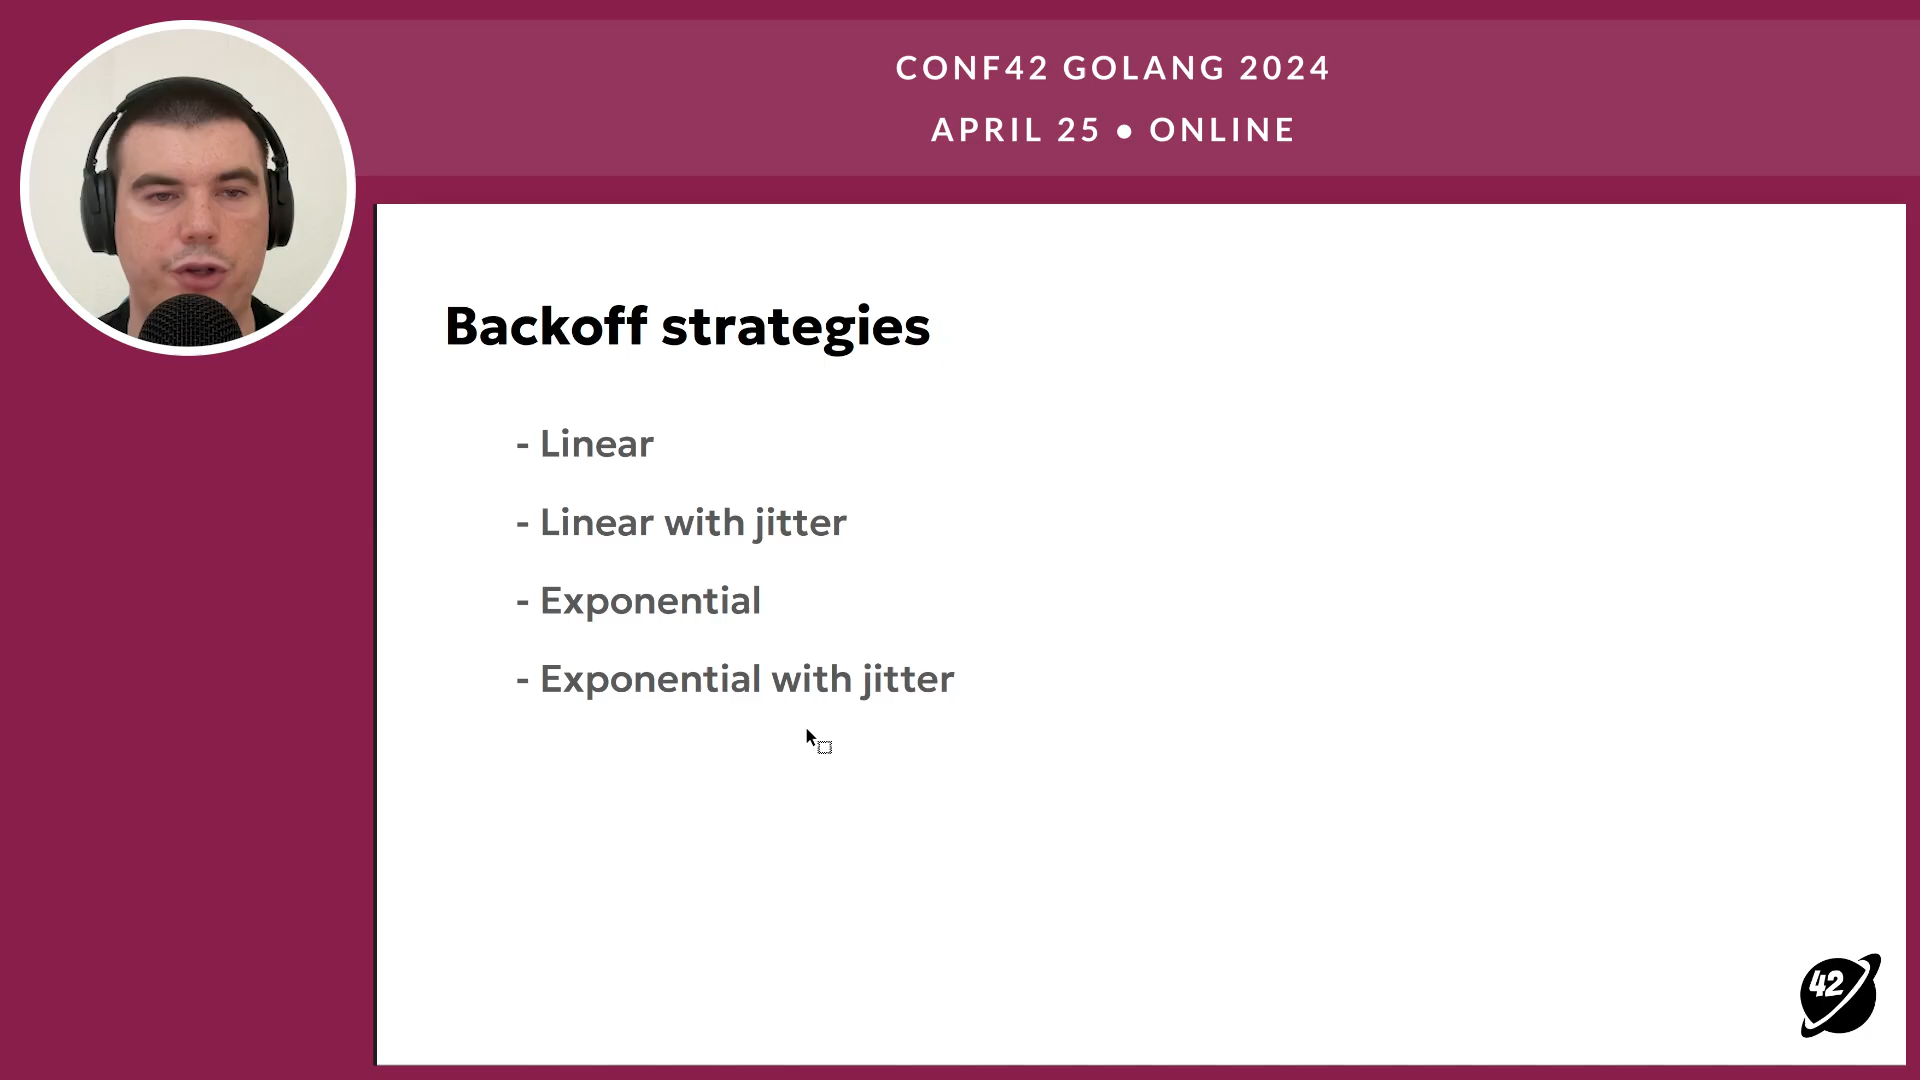 CONF42 GOLANG 2024
APRIL 25 ● ONLINE
Backoff strategies
- Linear
- Linear with jitter
- Exponential
- Exponential with jitter
42